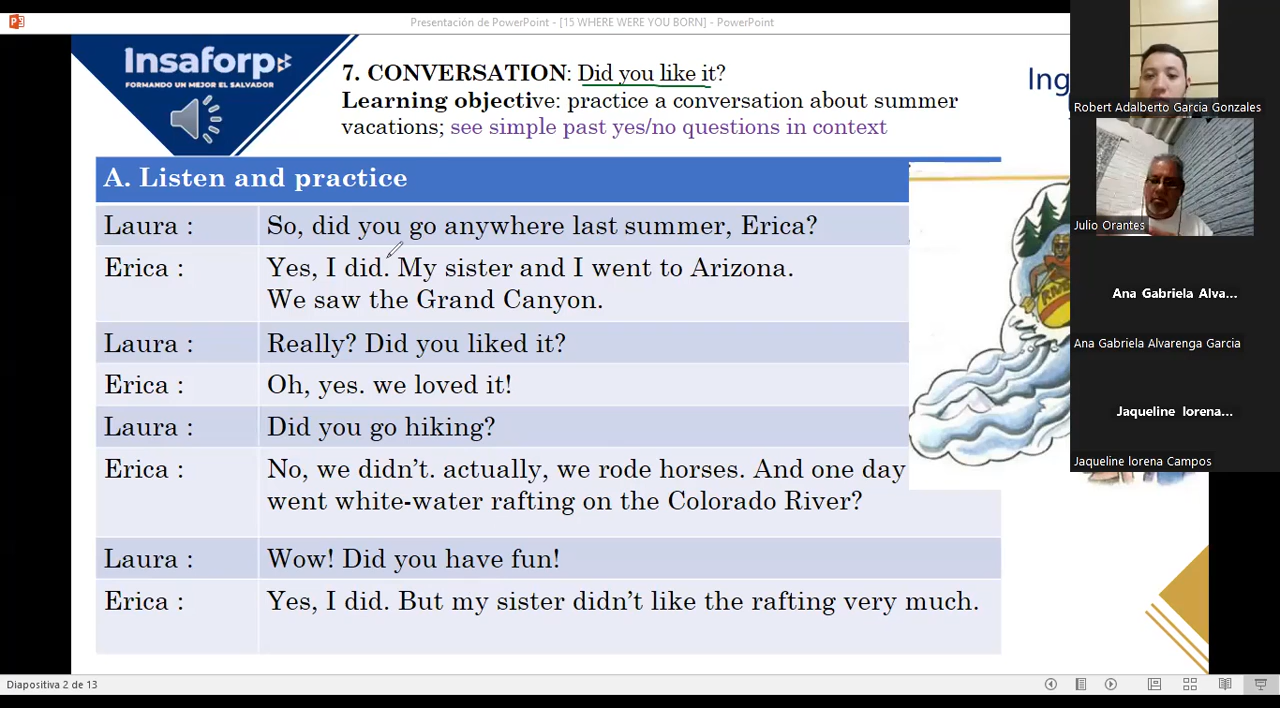 Presentación de PowerPoint - [15 WHERE WERE YOU BORN] - PowerPoint
Insaforp
FORMANDO UN MEJOR EL SALVADOR
7. CONVERSATION: Did you like it?
Learning objective: practice a conversation about summer
vacations; see simple past yes/no questions in context
Ing
A. Listen and practice
Laura : So, did you go anywhere last summer, Erica?
Erica : Yes, I did. My sister and I went to Arizona.
We saw the Grand Canyon.
Laura : Really? Did you liked it?
Erica : Oh, yes. we loved it!
Laura : Did you go hiking?
Erica : No, we didn’t. actually, we rode horses. And one day
went white-water rafting on the Colorado River?
Laura : Wow! Did you have fun!
Erica : Yes, I did. But my sister didn’t like the rafting very much.
Robert Adalberto Garcia Gonzales
Julio Orantes
Ana Gabriela Alva...
Ana Gabriela Alvarenga Garcia
Jaqueline lorena...
Jaqueline lorena Campos
Diapositiva 2 de 13